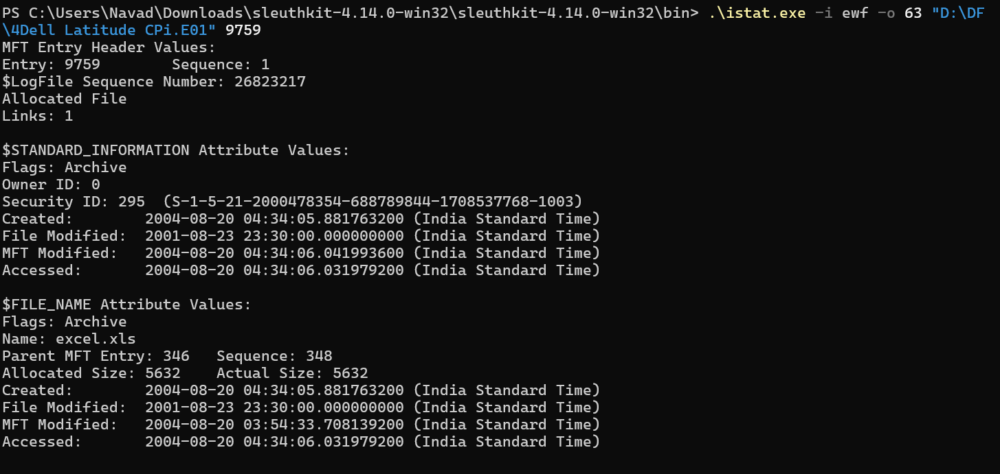 PS C:\Users\Navad\Downloads\sleuthkit-4.14.0-win32\sleuthkit-4.14.0-win32\bin> .\istat.exe -i ewf -o 63 "D:\DF
\4Dell Latitude CPi.E01" 9759
MFT Entry Header Values:
Entry: 9759        Sequence: 1
$LogFile Sequence Number: 26823217
Allocated File
Links: 1

$STANDARD_INFORMATION Attribute Values:
Flags: Archive
Owner ID: 0
Security ID: 295  (S-1-5-21-2000478354-688789844-1708537768-1003)
Created:        2004-08-20 04:34:05.881763200 (India Standard Time)
File Modified:  2001-08-23 23:30:00.000000000 (India Standard Time)
MFT Modified:   2004-08-20 04:34:06.041993600 (India Standard Time)
Accessed:       2004-08-20 04:34:06.031979200 (India Standard Time)

$FILE_NAME Attribute Values:
Flags: Archive
Name: excel.xls
Parent MFT Entry: 346   Sequence: 348
Allocated Size: 5632    Actual Size: 5632
Created:        2004-08-20 04:34:05.881763200 (India Standard Time)
File Modified:  2001-08-23 23:30:00.000000000 (India Standard Time)
MFT Modified:   2004-08-20 03:54:33.708139200 (India Standard Time)
Accessed:       2004-08-20 04:34:06.031979200 (India Standard Time)